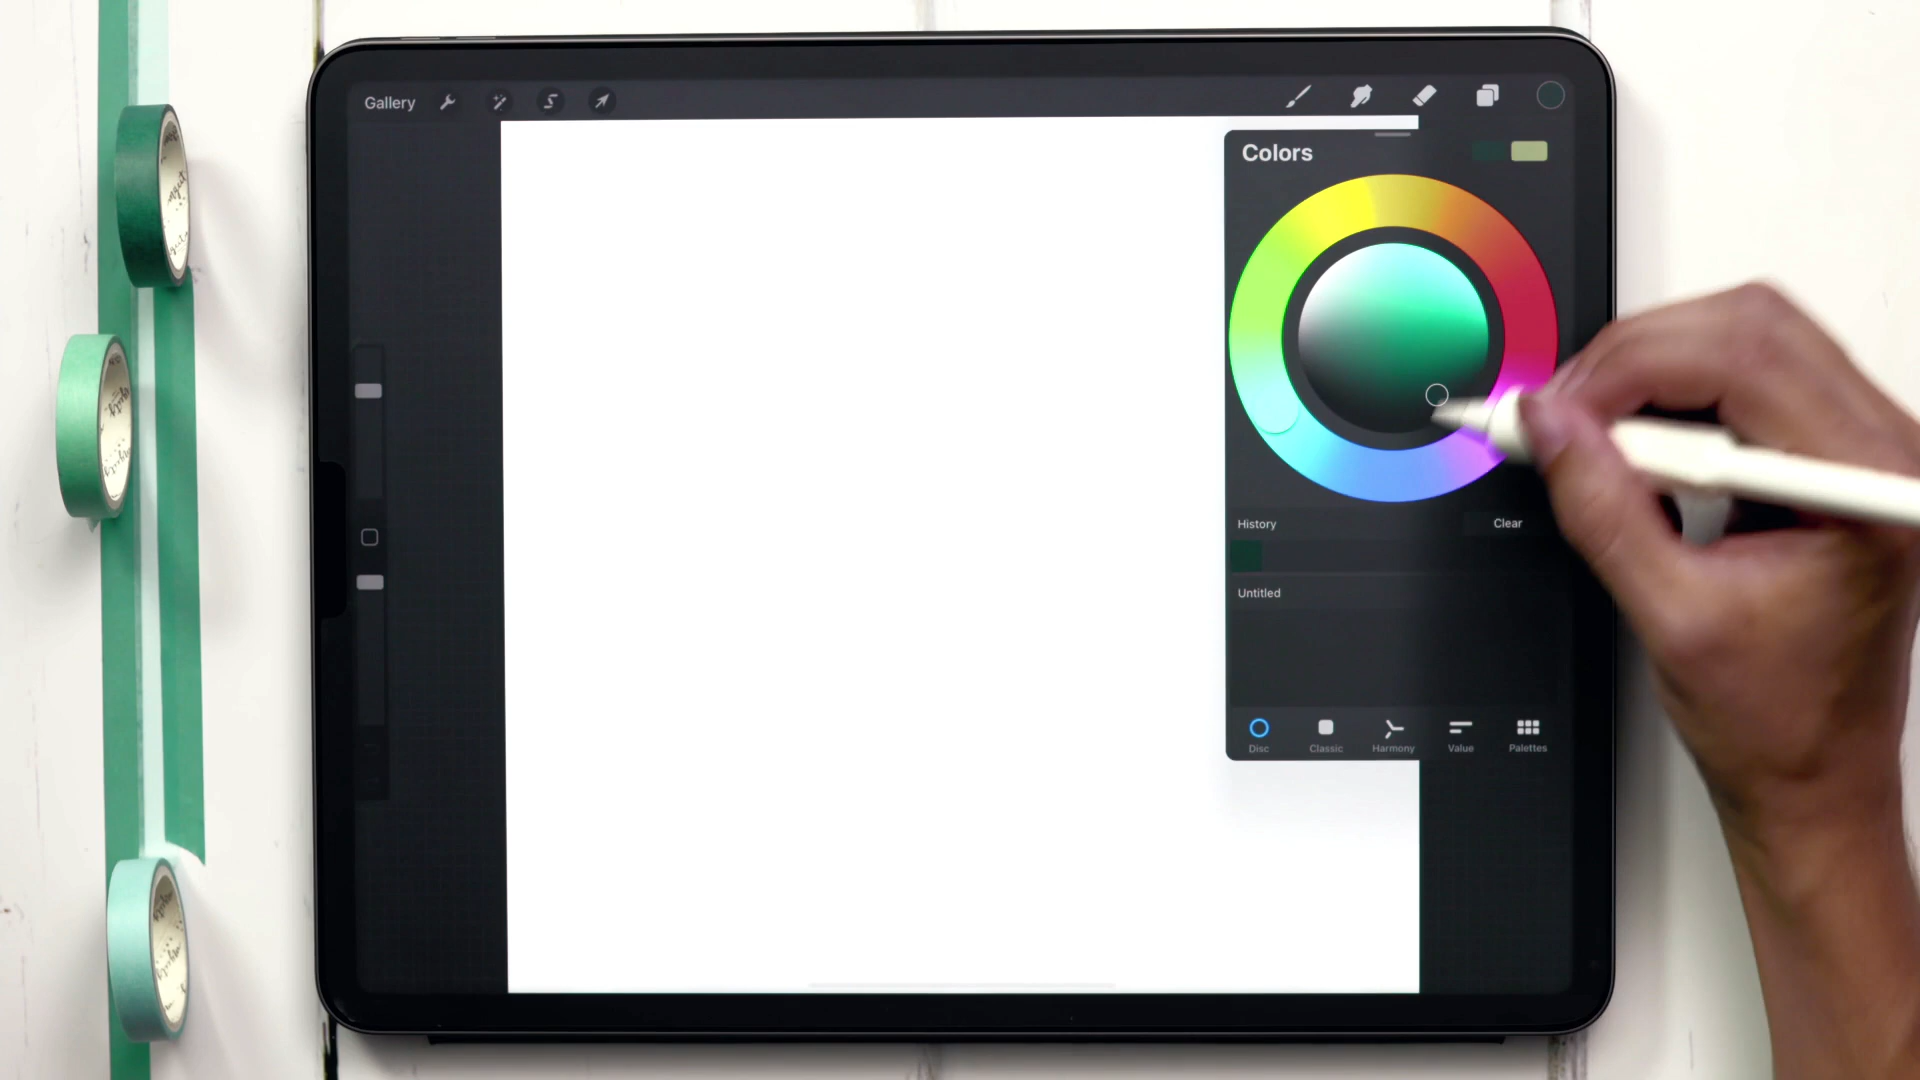 Gallery
Colors
History
Clear
Untitled
Disc
Classic
Harmony
Value
Palettes